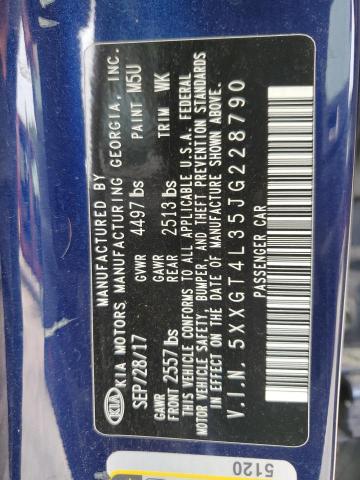 KIA
MANUFACTURED BY
KIA MOTORS MANUFACTURING GEORGIA, INC.
SEP/28/17 GVWR 4497 lbs PAINT M5U
GAWR GAWR
FRONT 2557 lbs REAR 2513 lbs TRIM WK
THIS VEHICLE CONFORMS TO ALL APPLICABLE U.S.A. FEDERAL
VEHICLE SAFETY, BUMPER, AND THEFT PREVENTION STANDARDS
IN EFFECT ON THE DATE OF MANUFACTURE SHOWN ABOVE.
V.I.N. 5XXGT4L35JG228790
PASSENGER CAR
5120